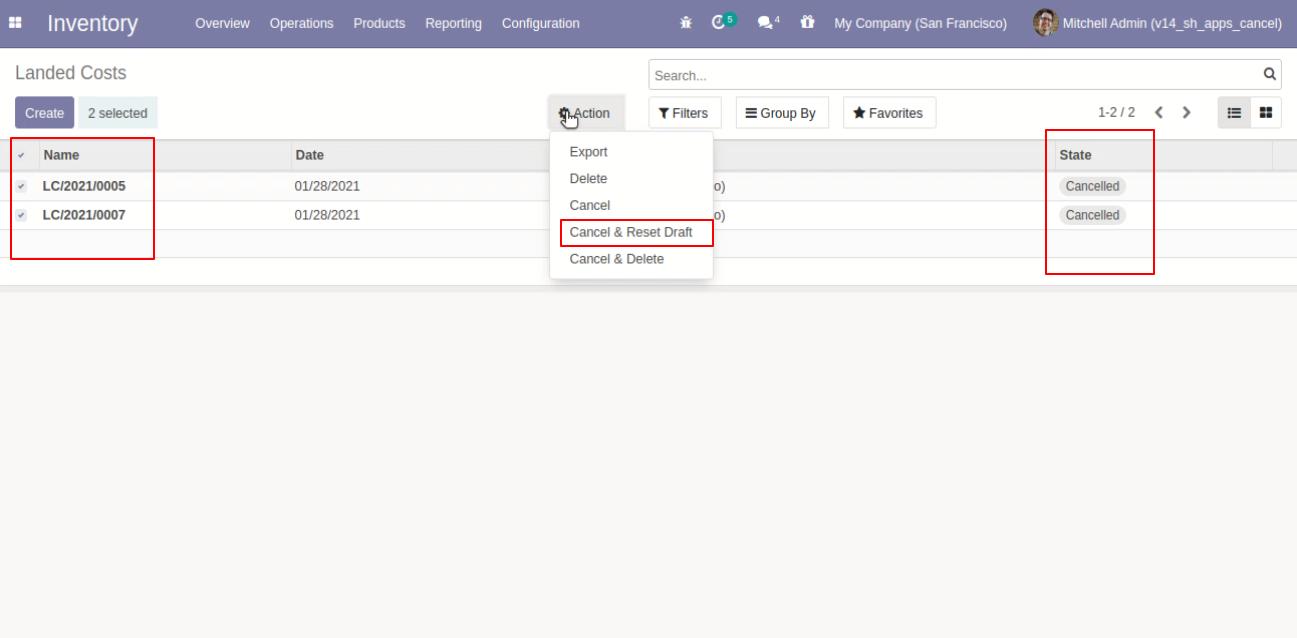 Inventory Overview Operations Products Reporting Configuration 5 4 My Company (San Francisco) Mitchell Admin (v14_sh_apps_cancel)
Landed Costs
Search...
Create 2 selected Action Filters Group By Favorites 1-2 / 2
Name Date State
LC/2021/0005 01/28/2021 o) Cancelled
LC/2021/0007 01/28/2021 o) Cancelled
Export
Delete
Cancel
Cancel & Reset Draft
Cancel & Delete